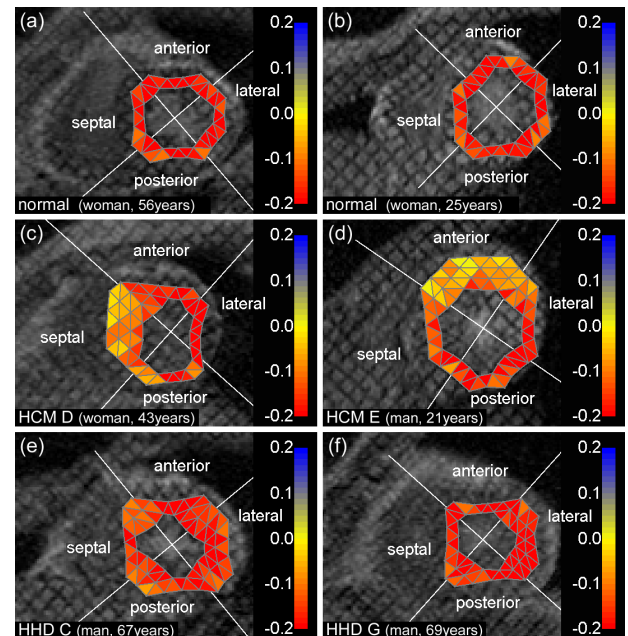 (a)
anterior
lateral
septal
posterior
normal (woman, 56years)
0.2
0.1
0.0
-0.1
-0.2
(b)
anterior
lateral
septal
posterior
normal (woman, 25years)
0.2
0.1
0.0
-0.1
-0.2
(c)
anterior
lateral
septal
posterior
HCM D (woman, 43years)
0.2
0.1
0.0
-0.1
-0.2
(d)
anterior
lateral
septal
posterior
HCM E (man, 21years)
0.2
0.1
0.0
-0.1
-0.2
(e)
anterior
lateral
septal
posterior
HHD C (man, 67years)
0.2
0.1
0.0
-0.1
-0.2
(f)
anterior
lateral
septal
posterior
HHD G (man, 69years)
0.2
0.1
0.0
-0.1
-0.2